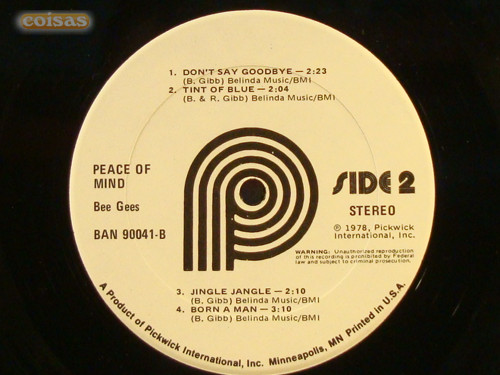 coisas
1. DON'T SAY GOODBYE — 2:23
(B. Gibb) Belinda Music/BMI
2. TINT OF BLUE — 2:04
(B. & R. Gibb) Belinda Music/BMI
PEACE OF
MIND
Bee Gees
BAN 90041-B
SIDE 2
STEREO
℗ 1978, Pickwick
International, Inc.
WARNING: Unauthorized reproduction
of this recording is prohibited by Federal
law and subject to criminal prosecution.
3. JINGLE JANGLE — 2:10
(B. Gibb) Belinda Music/BMI
4. BORN A MAN — 3:10
(B. Gibb) Belinda Music/BMI
A Product of Pickwick International, Inc. Minneapolis, MN Printed in U.S.A.